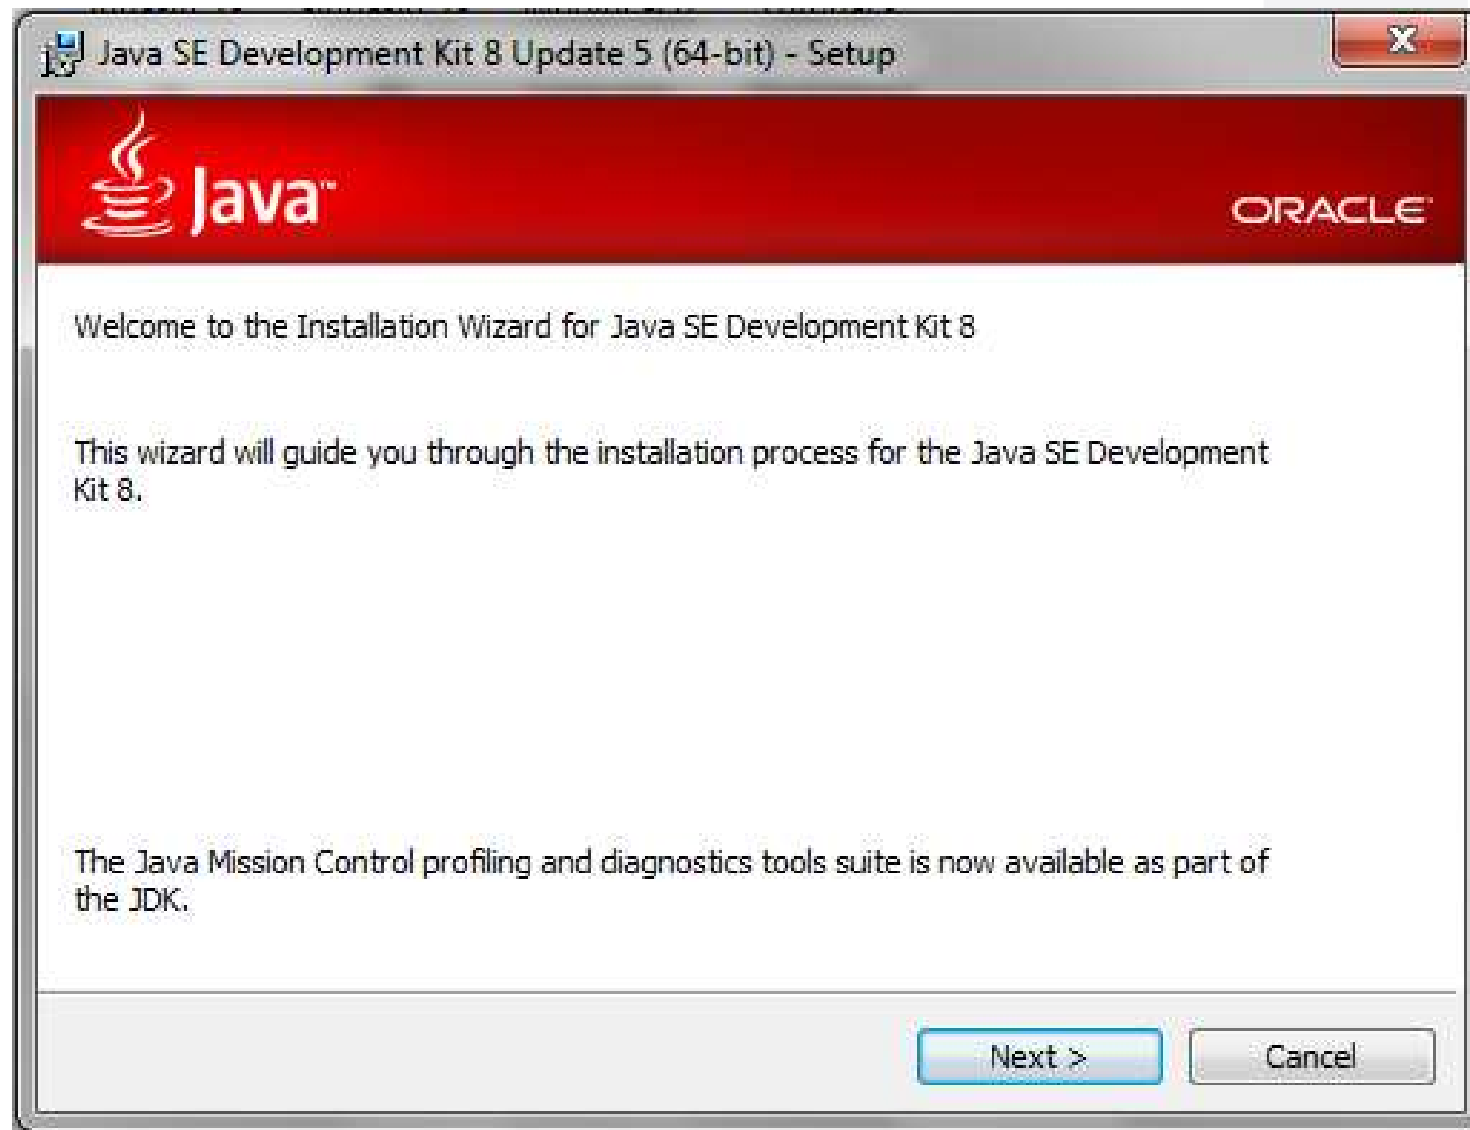 Java SE Development Kit 8 Update 5 (64-bit) - Setup
Java™
ORACLE
Welcome to the Installation Wizard for Java SE Development Kit 8
This wizard will guide you through the installation process for the Java SE Development
Kit 8.
The Java Mission Control profiling and diagnostics tools suite is now available as part of
the JDK.
Next >
Cancel